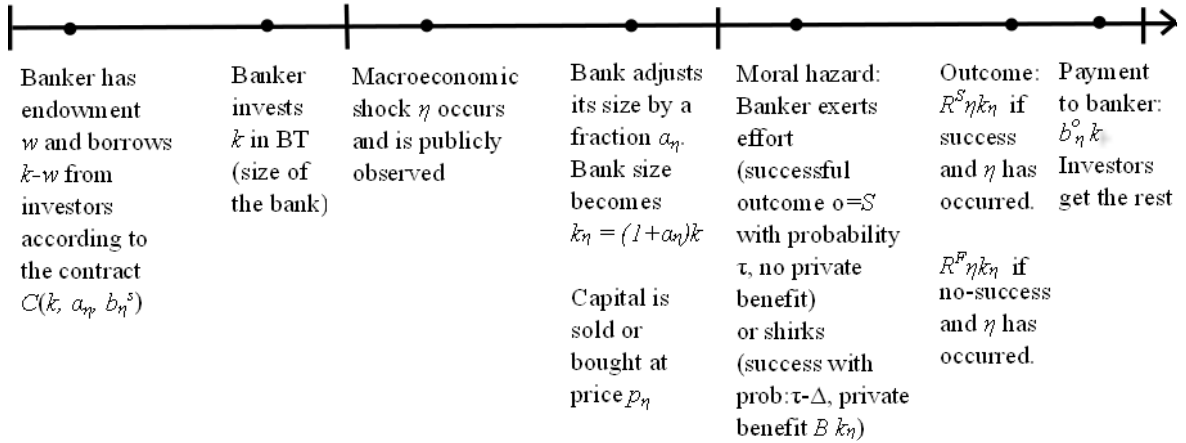 Banker has
endowment
w and borrows
k-w from
investors
according to
the contract
C(k, aη, bηˢ)
Banker
invests
k in BT
(size of
the bank)
Macroeconomic
shock η occurs
and is publicly
observed
Bank adjusts
its size by a
fraction aη.
Bank size
becomes
kη = (1+aη)k
Capital is
sold or
bought at
price pη
Moral hazard:
Banker exerts
effort
(successful
outcome o=S
with probability
τ, no private
benefit)
or shirks
(success with
prob:τ-Δ, private
benefit B kη)
Outcome:
Rˢηkη if
success
and η has
occurred.
Rᶠηkη if
no-success
and η has
occurred.
Payment
to banker:
bηᵒ k
Investors
get the rest